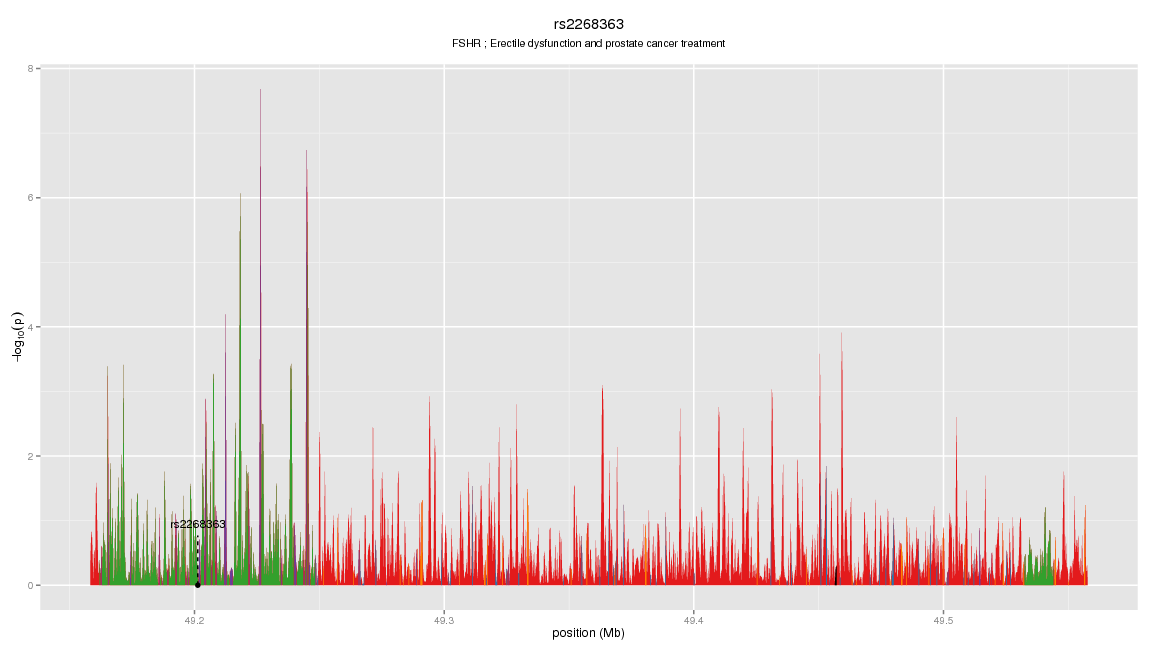 rs2268363
FSHR ; Erectile dysfunction and prostate cancer treatment
8
6
4
2
0
−log10(p)
rs2268363
49.2
49.3
49.4
49.5
position (Mb)